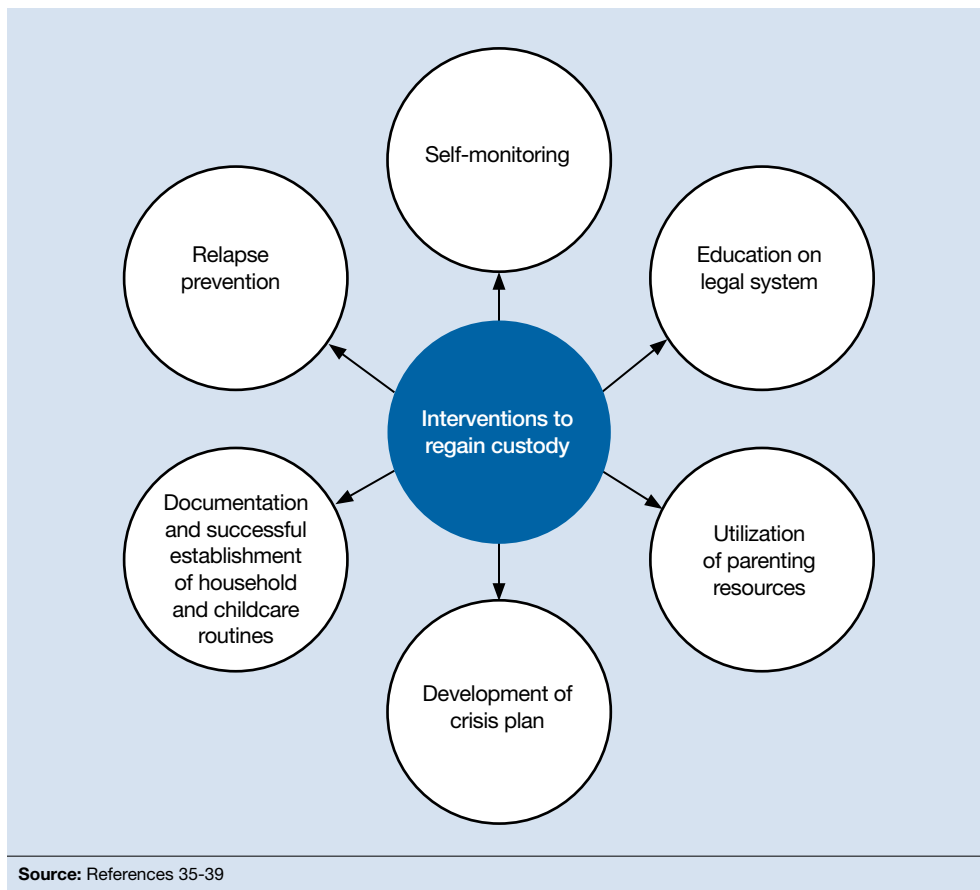 Self-monitoring
Relapse
prevention
Education on
legal system
Interventions to
regain custody
Documentation
and successful
establishment
of household
and childcare
routines
Utilization
of parenting
resources
Development of
crisis plan
Source: References 35-39